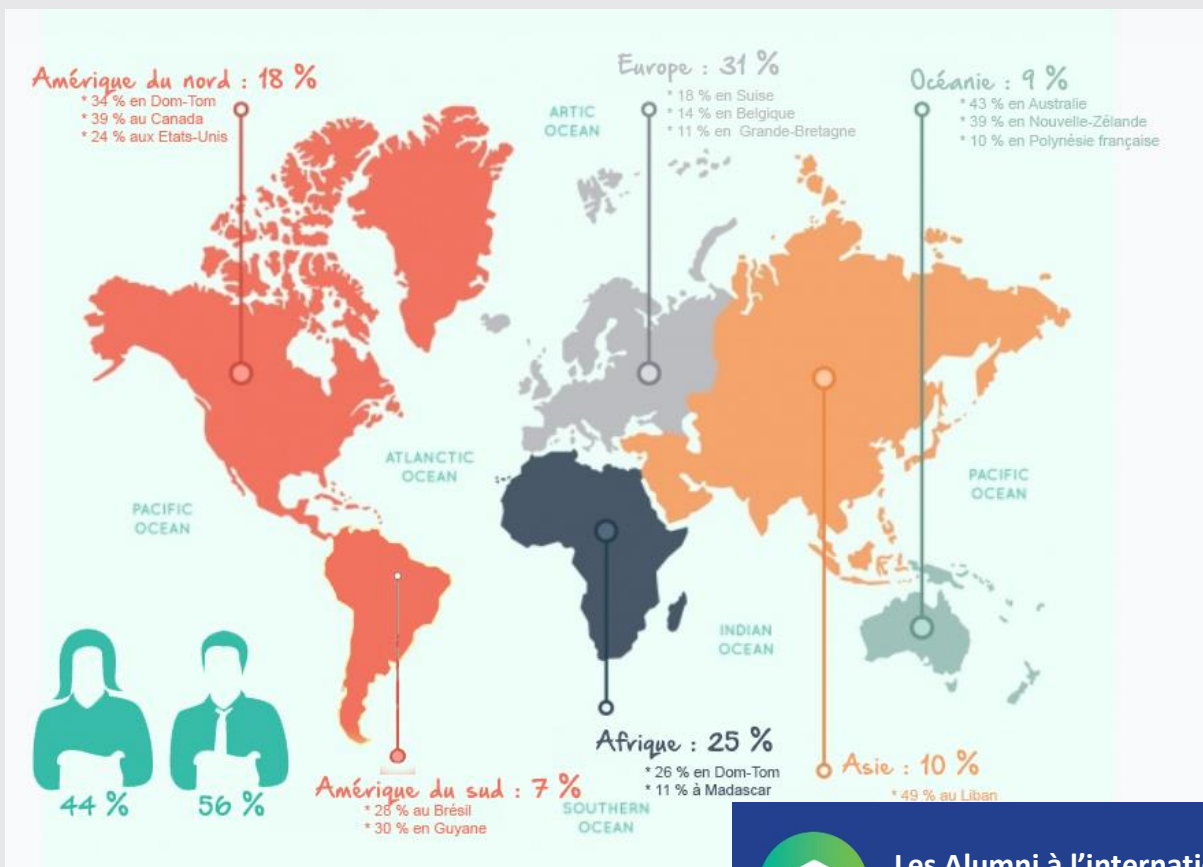 Amérique du nord : 18 %
* 34 % en Dom-Tom
* 39 % au Canada
* 24 % aux Etats-Unis
Europe : 31 %
* 18 % en Suise
* 14 % en Belgique
* 11 % en Grande-Bretagne
Océanie : 9 %
* 43 % en Australie
* 39 % en Nouvelle-Zélande
* 10 % en Polynésie française
ARTIC
OCEAN
ATLANCTIC
OCEAN
PACIFIC
OCEAN
PACIFIC
OCEAN
INDIAN
OCEAN
44 %
56 %
Amérique du sud : 7 %
* 28 % au Brésil
* 30 % en Guyane
SOUTHERN
OCEAN
Afrique : 25 %
* 26 % en Dom-Tom
* 11 % à Madascar
Asie : 10 %
* 49 % au Liban
Les Alumni à l'internati